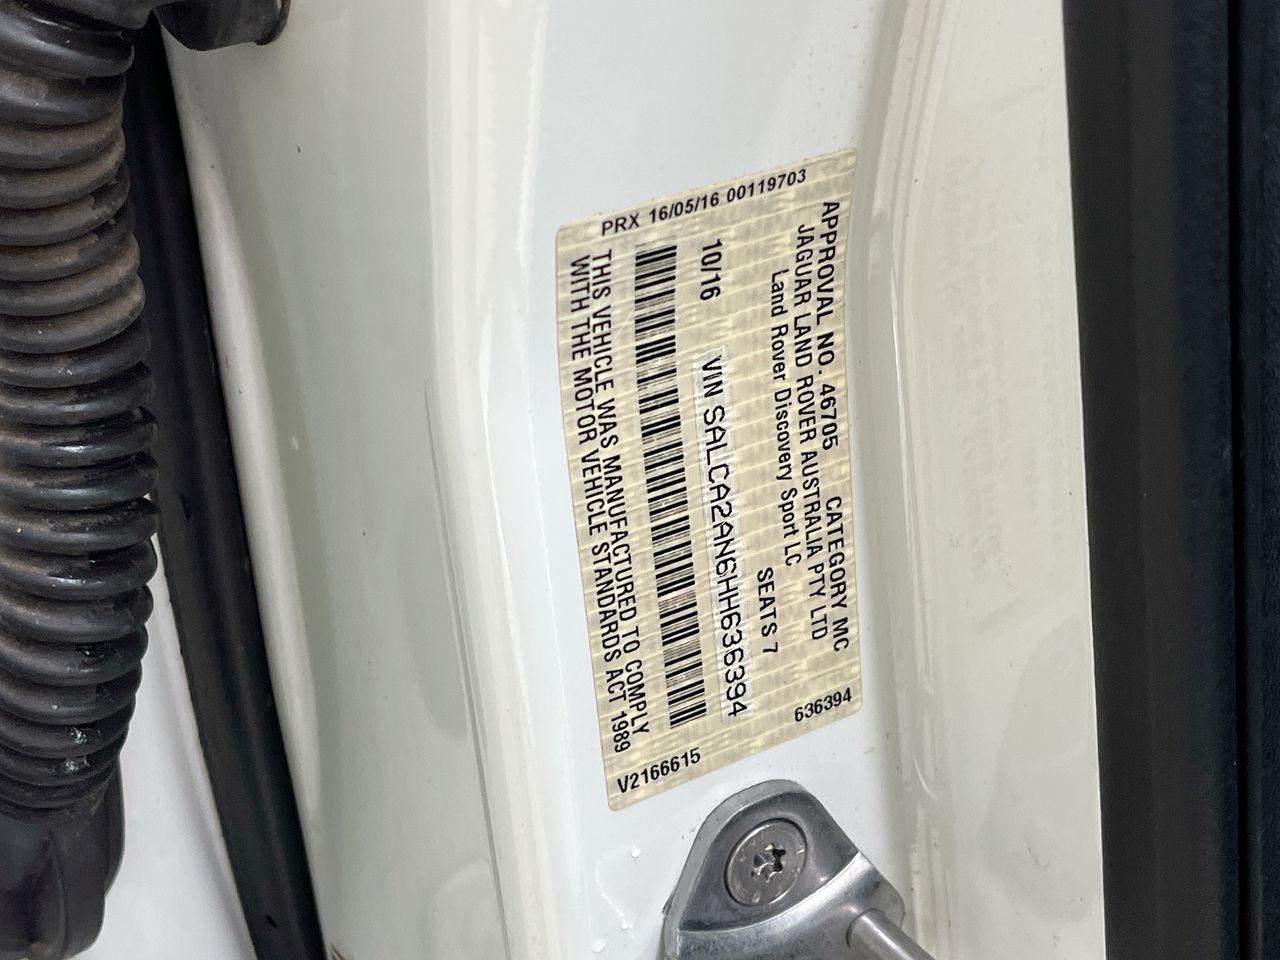 APPROVAL NO. 46705 CATEGORY MC
JAGUAR LAND ROVER AUSTRALIA PTY LTD
Land Rover Discovery Sport LC
SEATS 7
10/16 VIN SALCA2AN6HH636394
THIS VEHICLE WAS MANUFACTURED TO COMPLY
WITH THE MOTOR VEHICLE STANDARDS ACT 1989
PRX 16/05/16 00119703
636394
V2166615